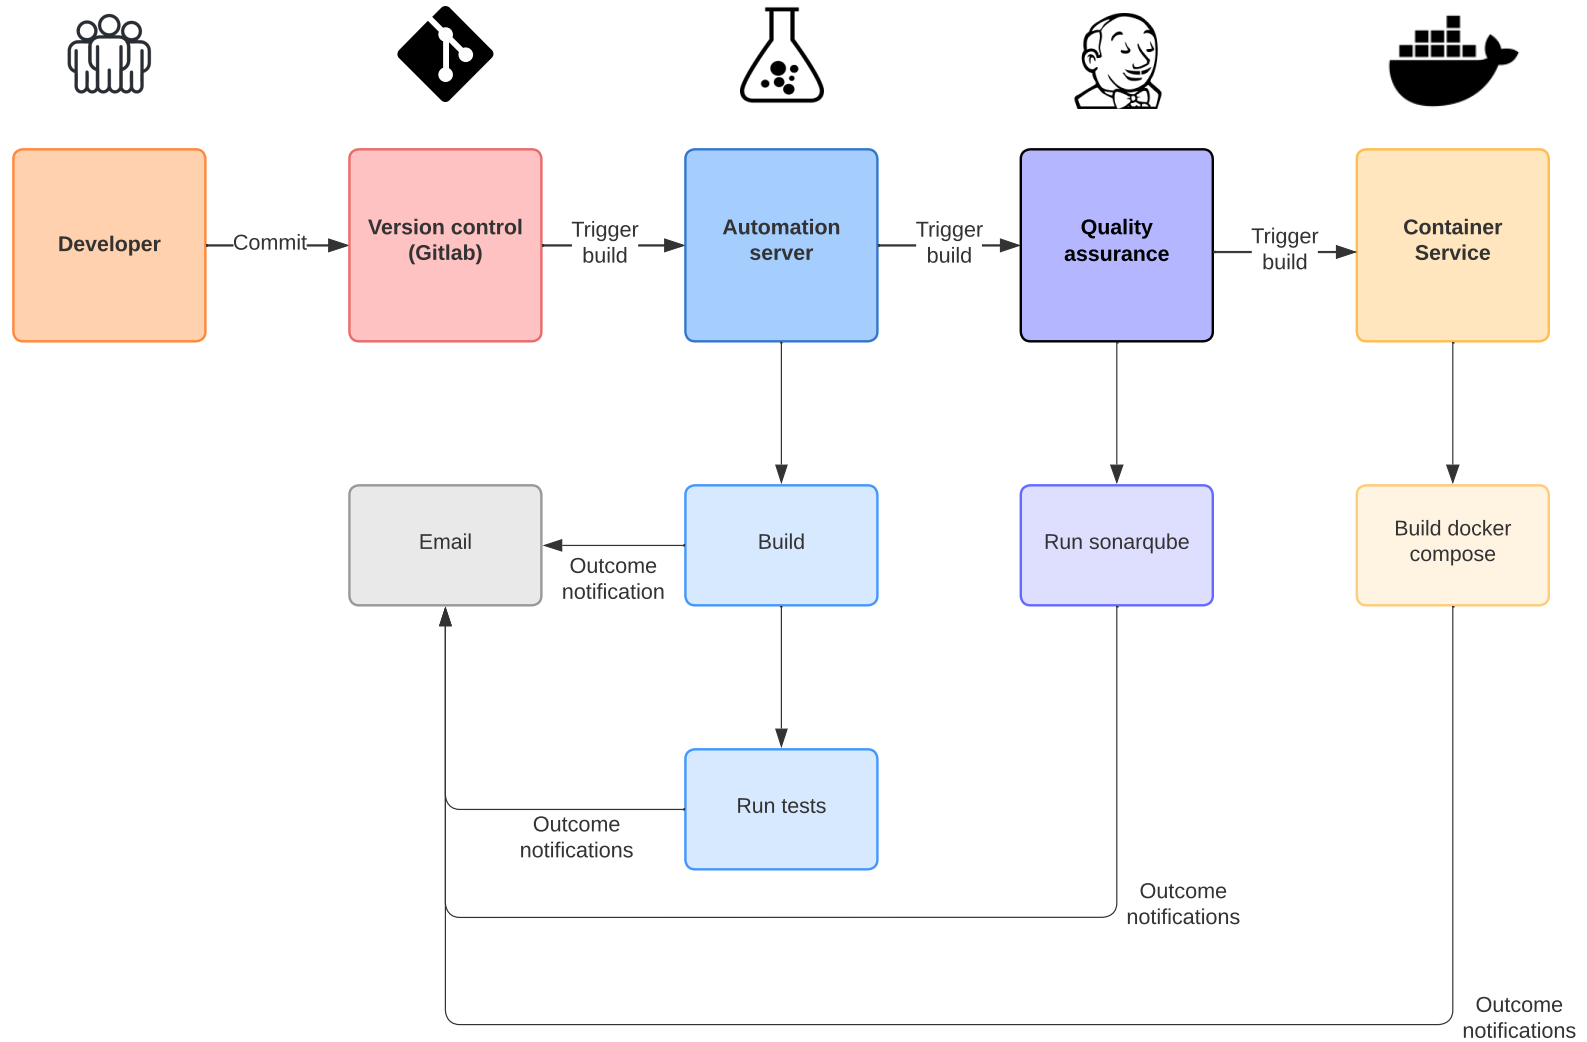 Developer
Commit
Version control
(Gitlab)
Trigger
build
Automation
server
Trigger
build
Quality
assurance
Trigger
build
Container
Service
Email
Outcome
notification
Build
Run sonarqube
Build docker
compose
Run tests
Outcome
notifications
Outcome
notifications
Outcome
notifications